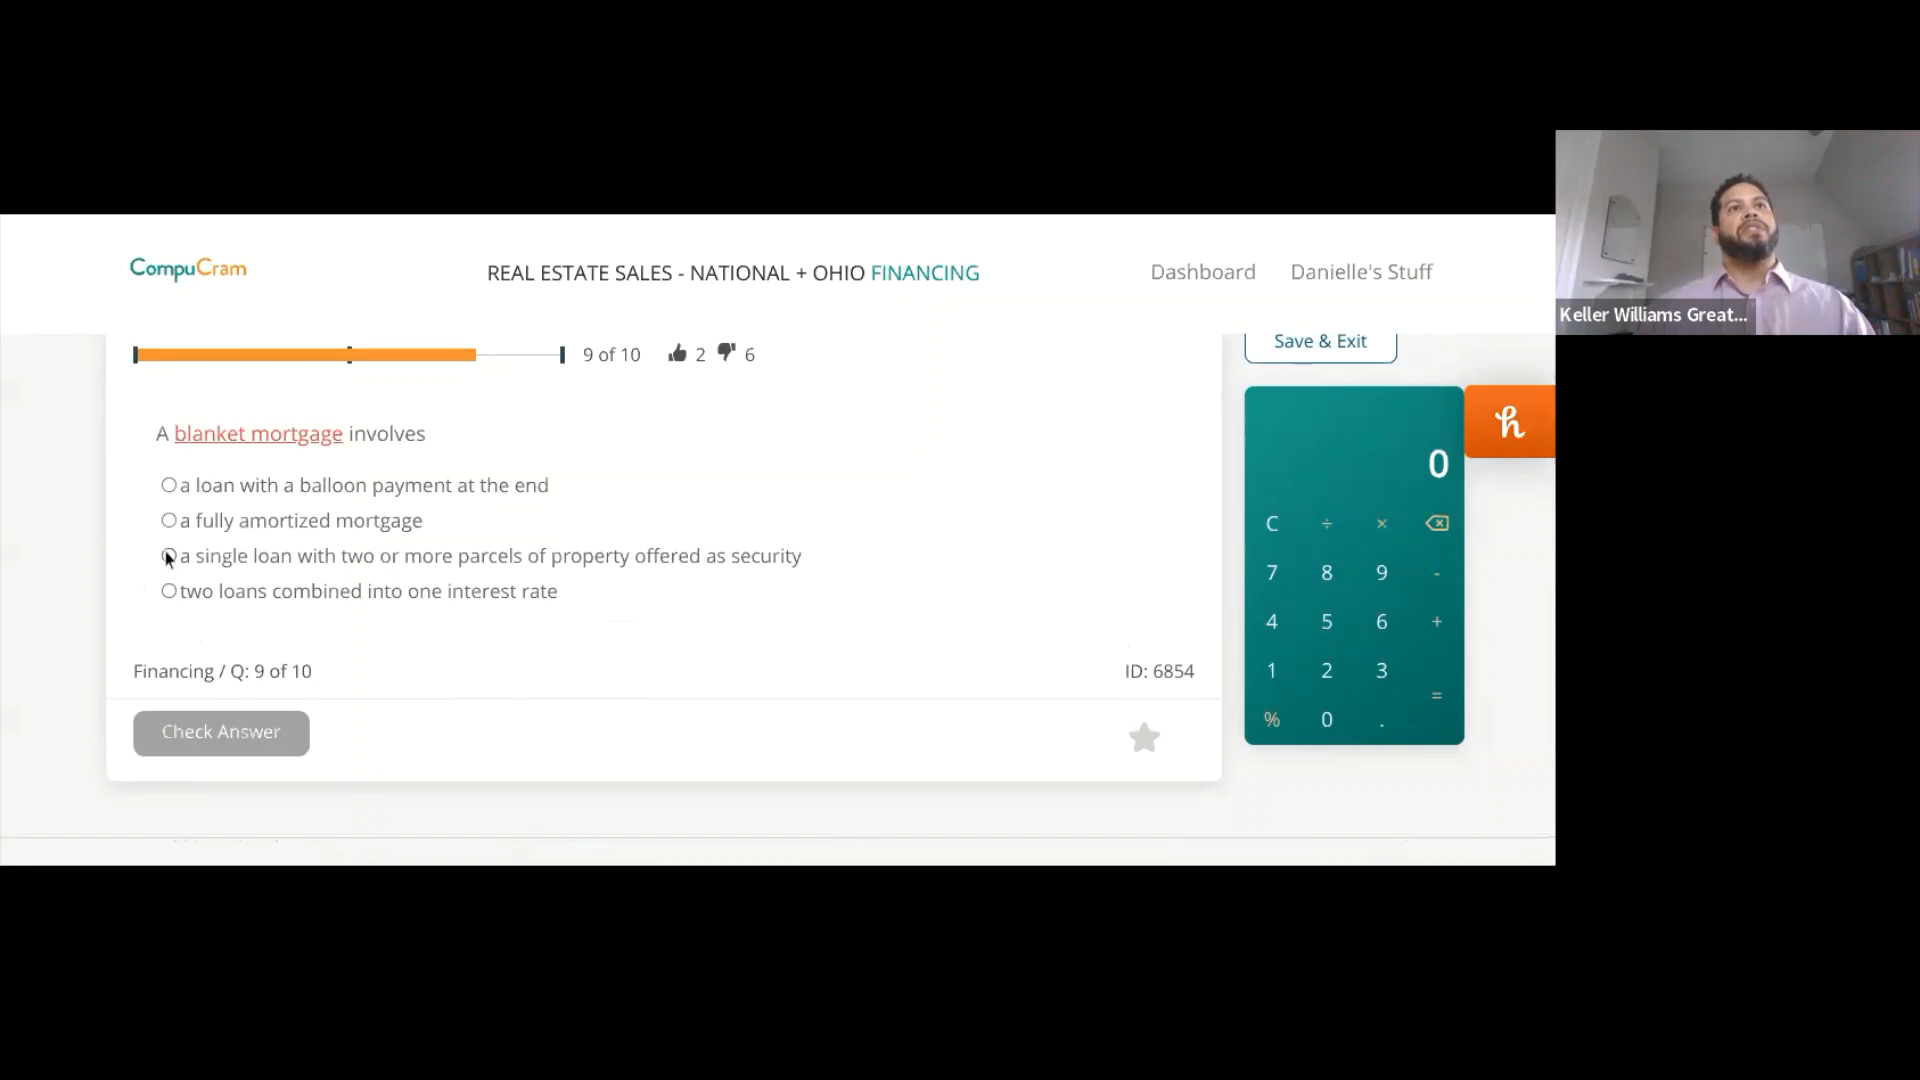 CompuCram
REAL ESTATE SALES - NATIONAL + OHIO FINANCING
Dashboard
Danielle's Stuff
Keller Williams Great...
9 of 10
2
6
Save & Exit
A blanket mortgage involves
a loan with a balloon payment at the end
a fully amortized mortgage
a single loan with two or more parcels of property offered as security
two loans combined into one interest rate
Financing / Q: 9 of 10
ID: 6854
Check Answer
h
0
C ÷ ×
7 8 9 -
4 5 6 +
1 2 3
=
% 0 .